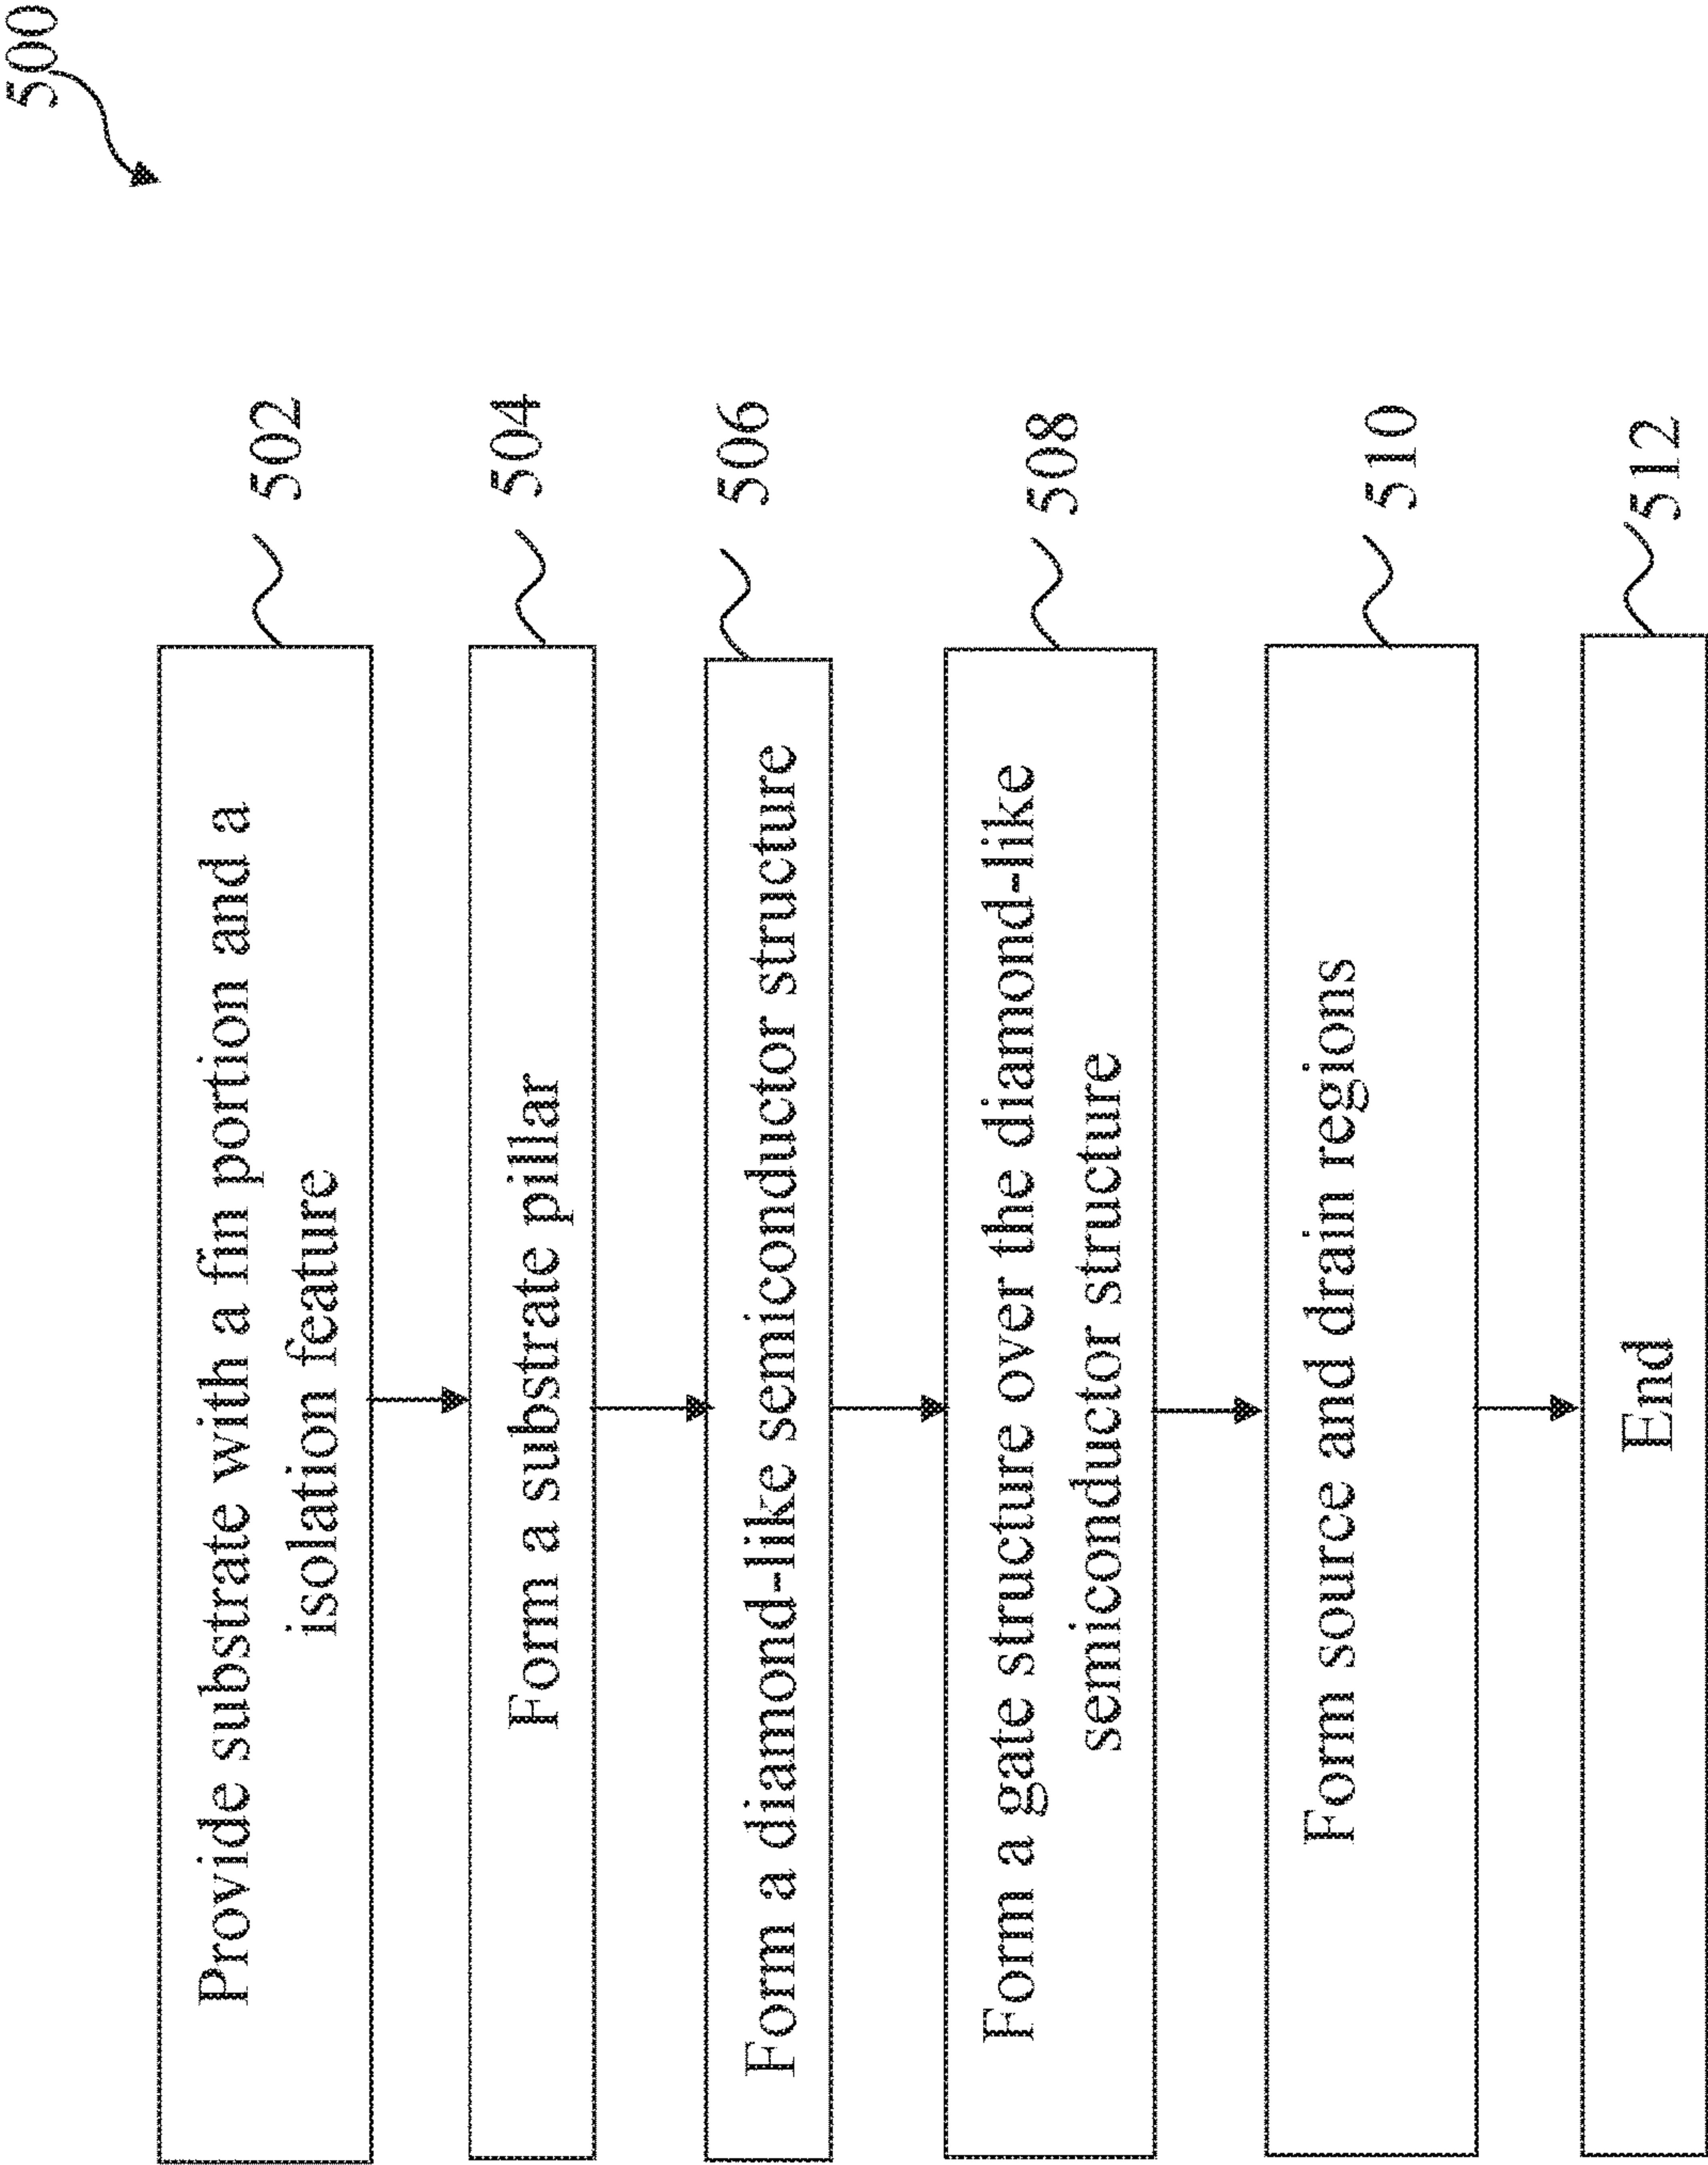 500
Provide substrate with a fin portion and a
isolation feature
502
Form a substrate pillar
504
Form a diamond-like semiconductor structure
506
Form a gate structure over the diamond-like
semiconductor structure
508
Form source and drain regions
510
End
512